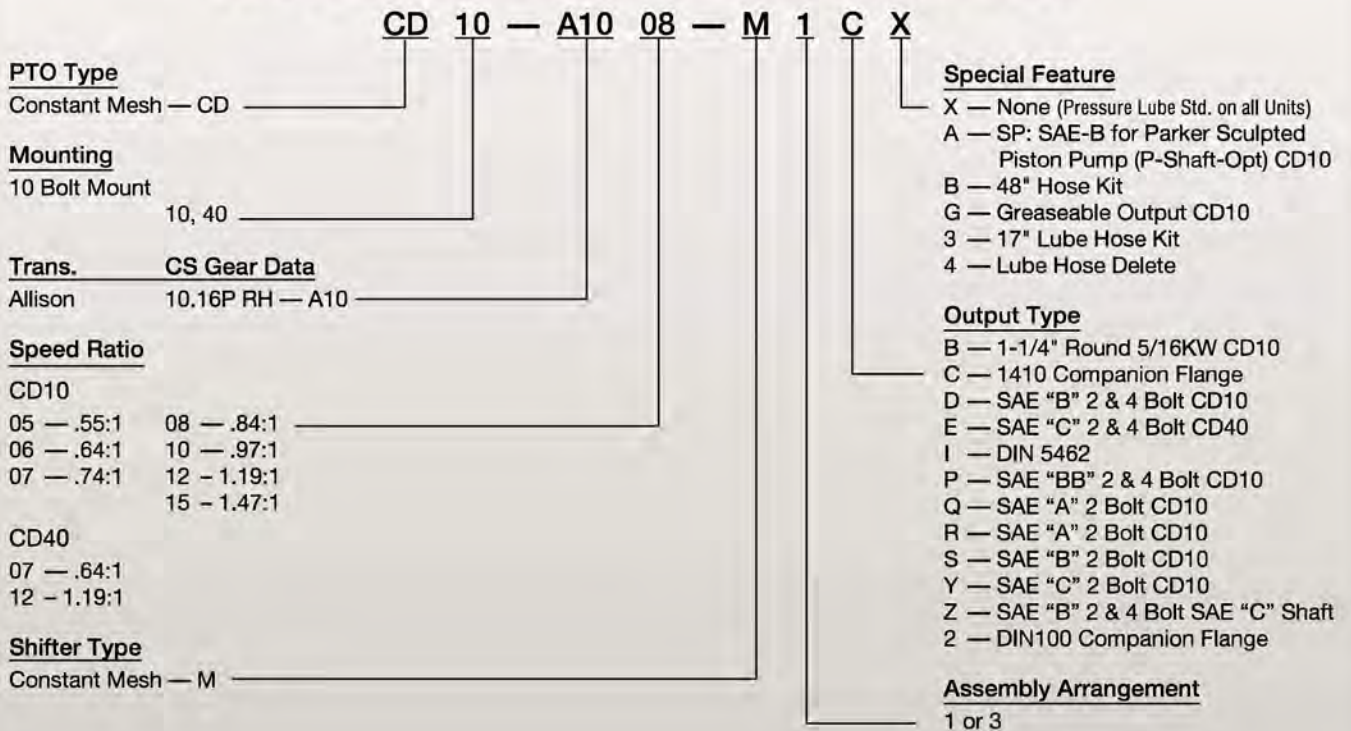 CD 10 — A10 08 — M 1 C X
PTO Type
Constant Mesh — CD
Mounting
10 Bolt Mount
10, 40
Trans. CS Gear Data
Allison 10.16P RH — A10
Speed Ratio
CD10
05 — .55:1 08 — .84:1
06 — .64:1 10 — .97:1
07 — .74:1 12 – 1.19:1
15 – 1.47:1
CD40
07 — .64:1
12 – 1.19:1
Shifter Type
Constant Mesh — M
Special Feature
X — None (Pressure Lube Std. on all Units)
A — SP: SAE-B for Parker Sculpted
Piston Pump (P-Shaft-Opt) CD10
B — 48" Hose Kit
G — Greaseable Output CD10
3 — 17" Lube Hose Kit
4 — Lube Hose Delete
Output Type
B — 1-1/4" Round 5/16KW CD10
C — 1410 Companion Flange
D — SAE “B” 2 & 4 Bolt CD10
E — SAE “C” 2 & 4 Bolt CD40
I — DIN 5462
P — SAE “BB” 2 & 4 Bolt CD10
Q — SAE “A” 2 Bolt CD10
R — SAE “A” 2 Bolt CD10
S — SAE “B” 2 Bolt CD10
Y — SAE “C” 2 Bolt CD10
Z — SAE “B” 2 & 4 Bolt SAE “C” Shaft
2 — DIN100 Companion Flange
Assembly Arrangement
1 or 3